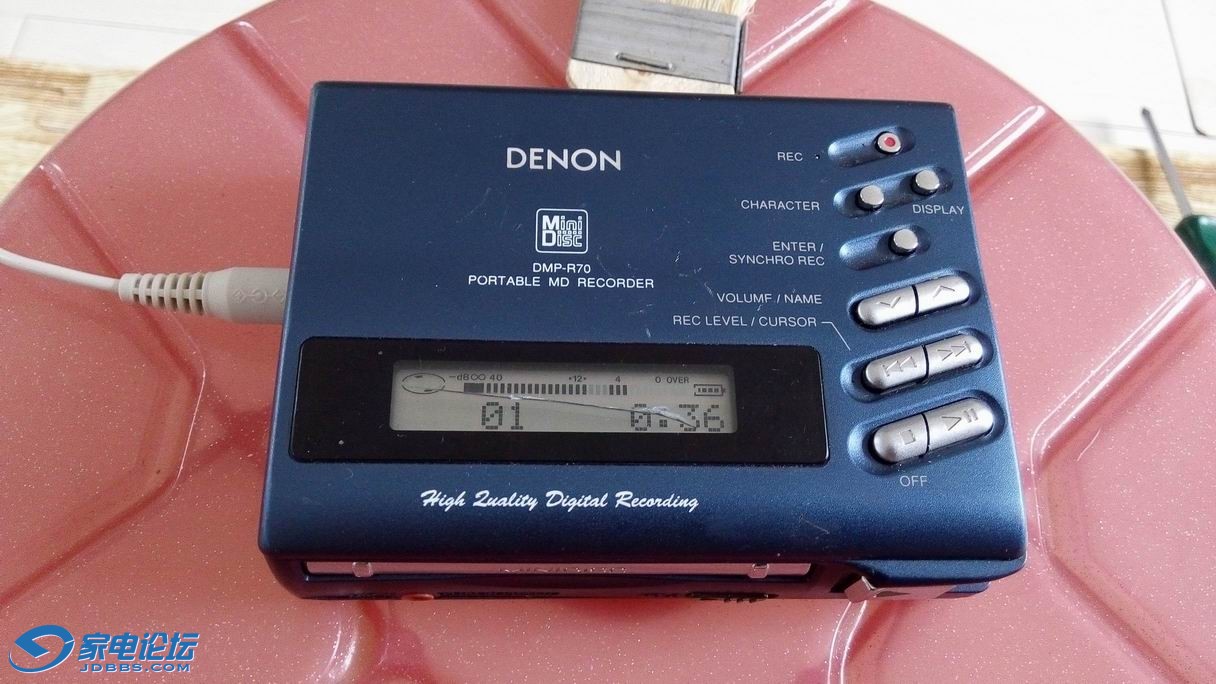 DENON
Mini
Disc
DMP-R70
PORTABLE MD RECORDER
REC
CHARACTER
DISPLAY
ENTER /
SYNCHRO REC
VOLUME / NAME
REC LEVEL / CURSOR
-dB ∞ 40 •12• 4 0 OVER
01 0:36
OFF
High Quality Digital Recording
家电论坛
JDBBS.COM